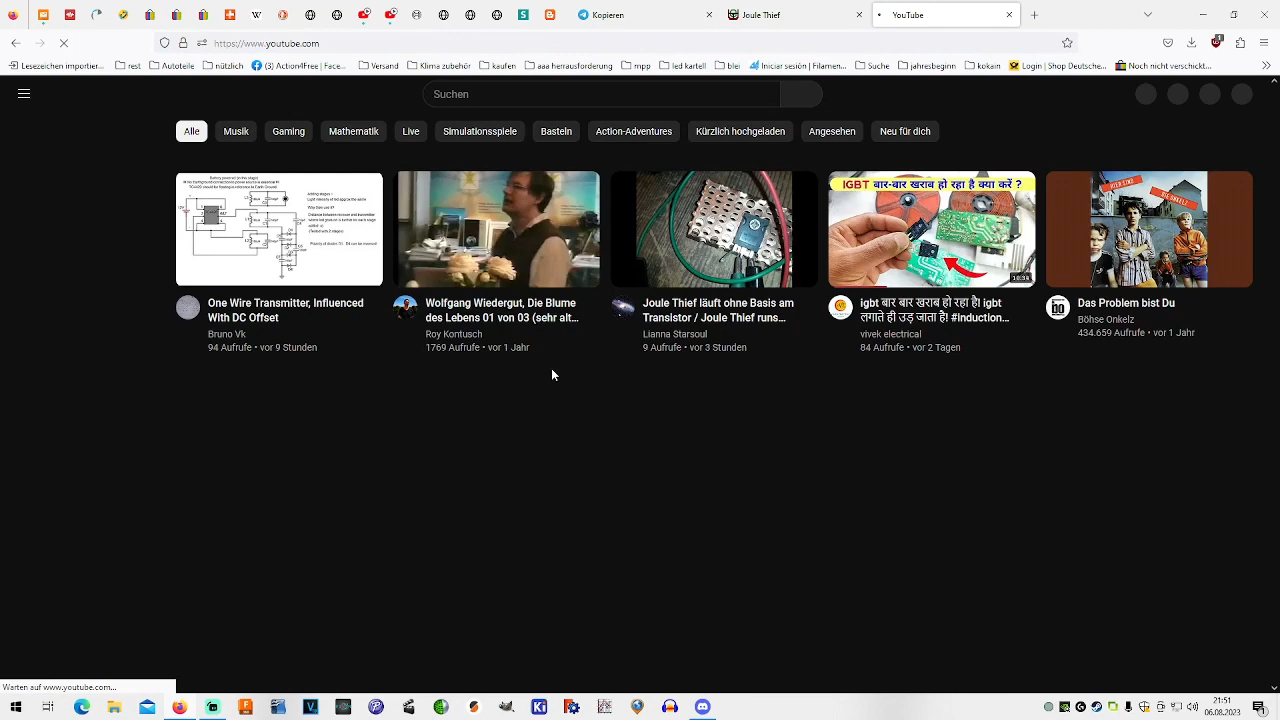 Kopieren
Joule Thief
YouTube
https://www.youtube.com
1
Lesezeichen importier...
rest
Autoteile
nützlich
(3) Action4Free | Face...
Versand
Klima zubehör
kaufen
aaa herrausforderung
mpp
led kartell
bdf
Iniciar sesión | Filamen...
Suche
jahresbeginn
kokain
Login | Shop Deutsche...
Noch nicht verschickt...
Suchen
Alle
Musik
Gaming
Mathematik
Live
Simulationsspiele
Basteln
Action-Abenteuer
Kürzlich hochgeladen
Angesehen
Neu für dich
IGBT बार बार खराब हो रहा है क्या करें ?
10:34
One Wire Transmitter, Influenced
With DC Offset
Bruno Vk
94 Aufrufe • vor 9 Stunden
Wolfgang Wiedergut, Die Blume
des Lebens 01 von 03 (sehr alt...
Roy Kontusch
1769 Aufrufe • vor 1 Jahr
Joule Thief läuft ohne Basis am
Transistor / Joule Thief runs...
Lianna Starsoul
9 Aufrufe • vor 3 Stunden
igbt बार बार खराब हो रहा है। igbt
लगाते ही उड़ जाता है। #induction...
vivek electrical
84 Aufrufe • vor 2 Tagen
Das Problem bist Du
Böhse Onkelz
434.659 Aufrufe • vor 1 Jahr
Warten auf www.youtube.com...
21:51
06.09.2023